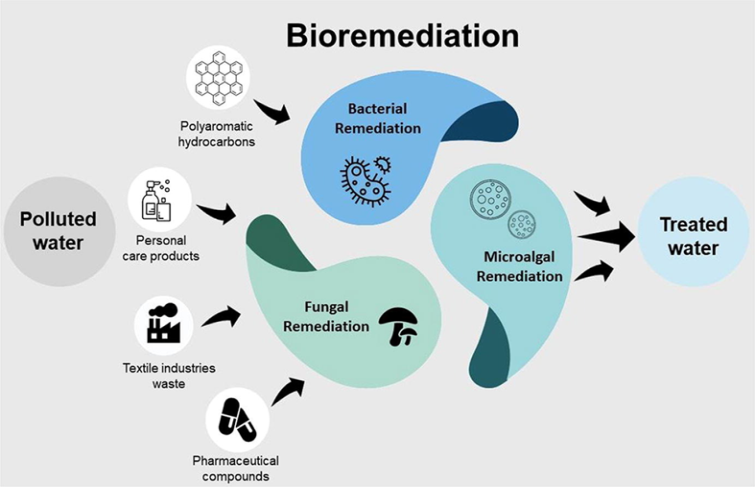 Bioremediation
Polyaromatic
hydrocarbons
Bacterial
Remediation
Polluted
water
Personal
care products
Microalgal
Remediation
Treated
water
Fungal
Remediation
Textile industries
waste
Pharmaceutical
compounds